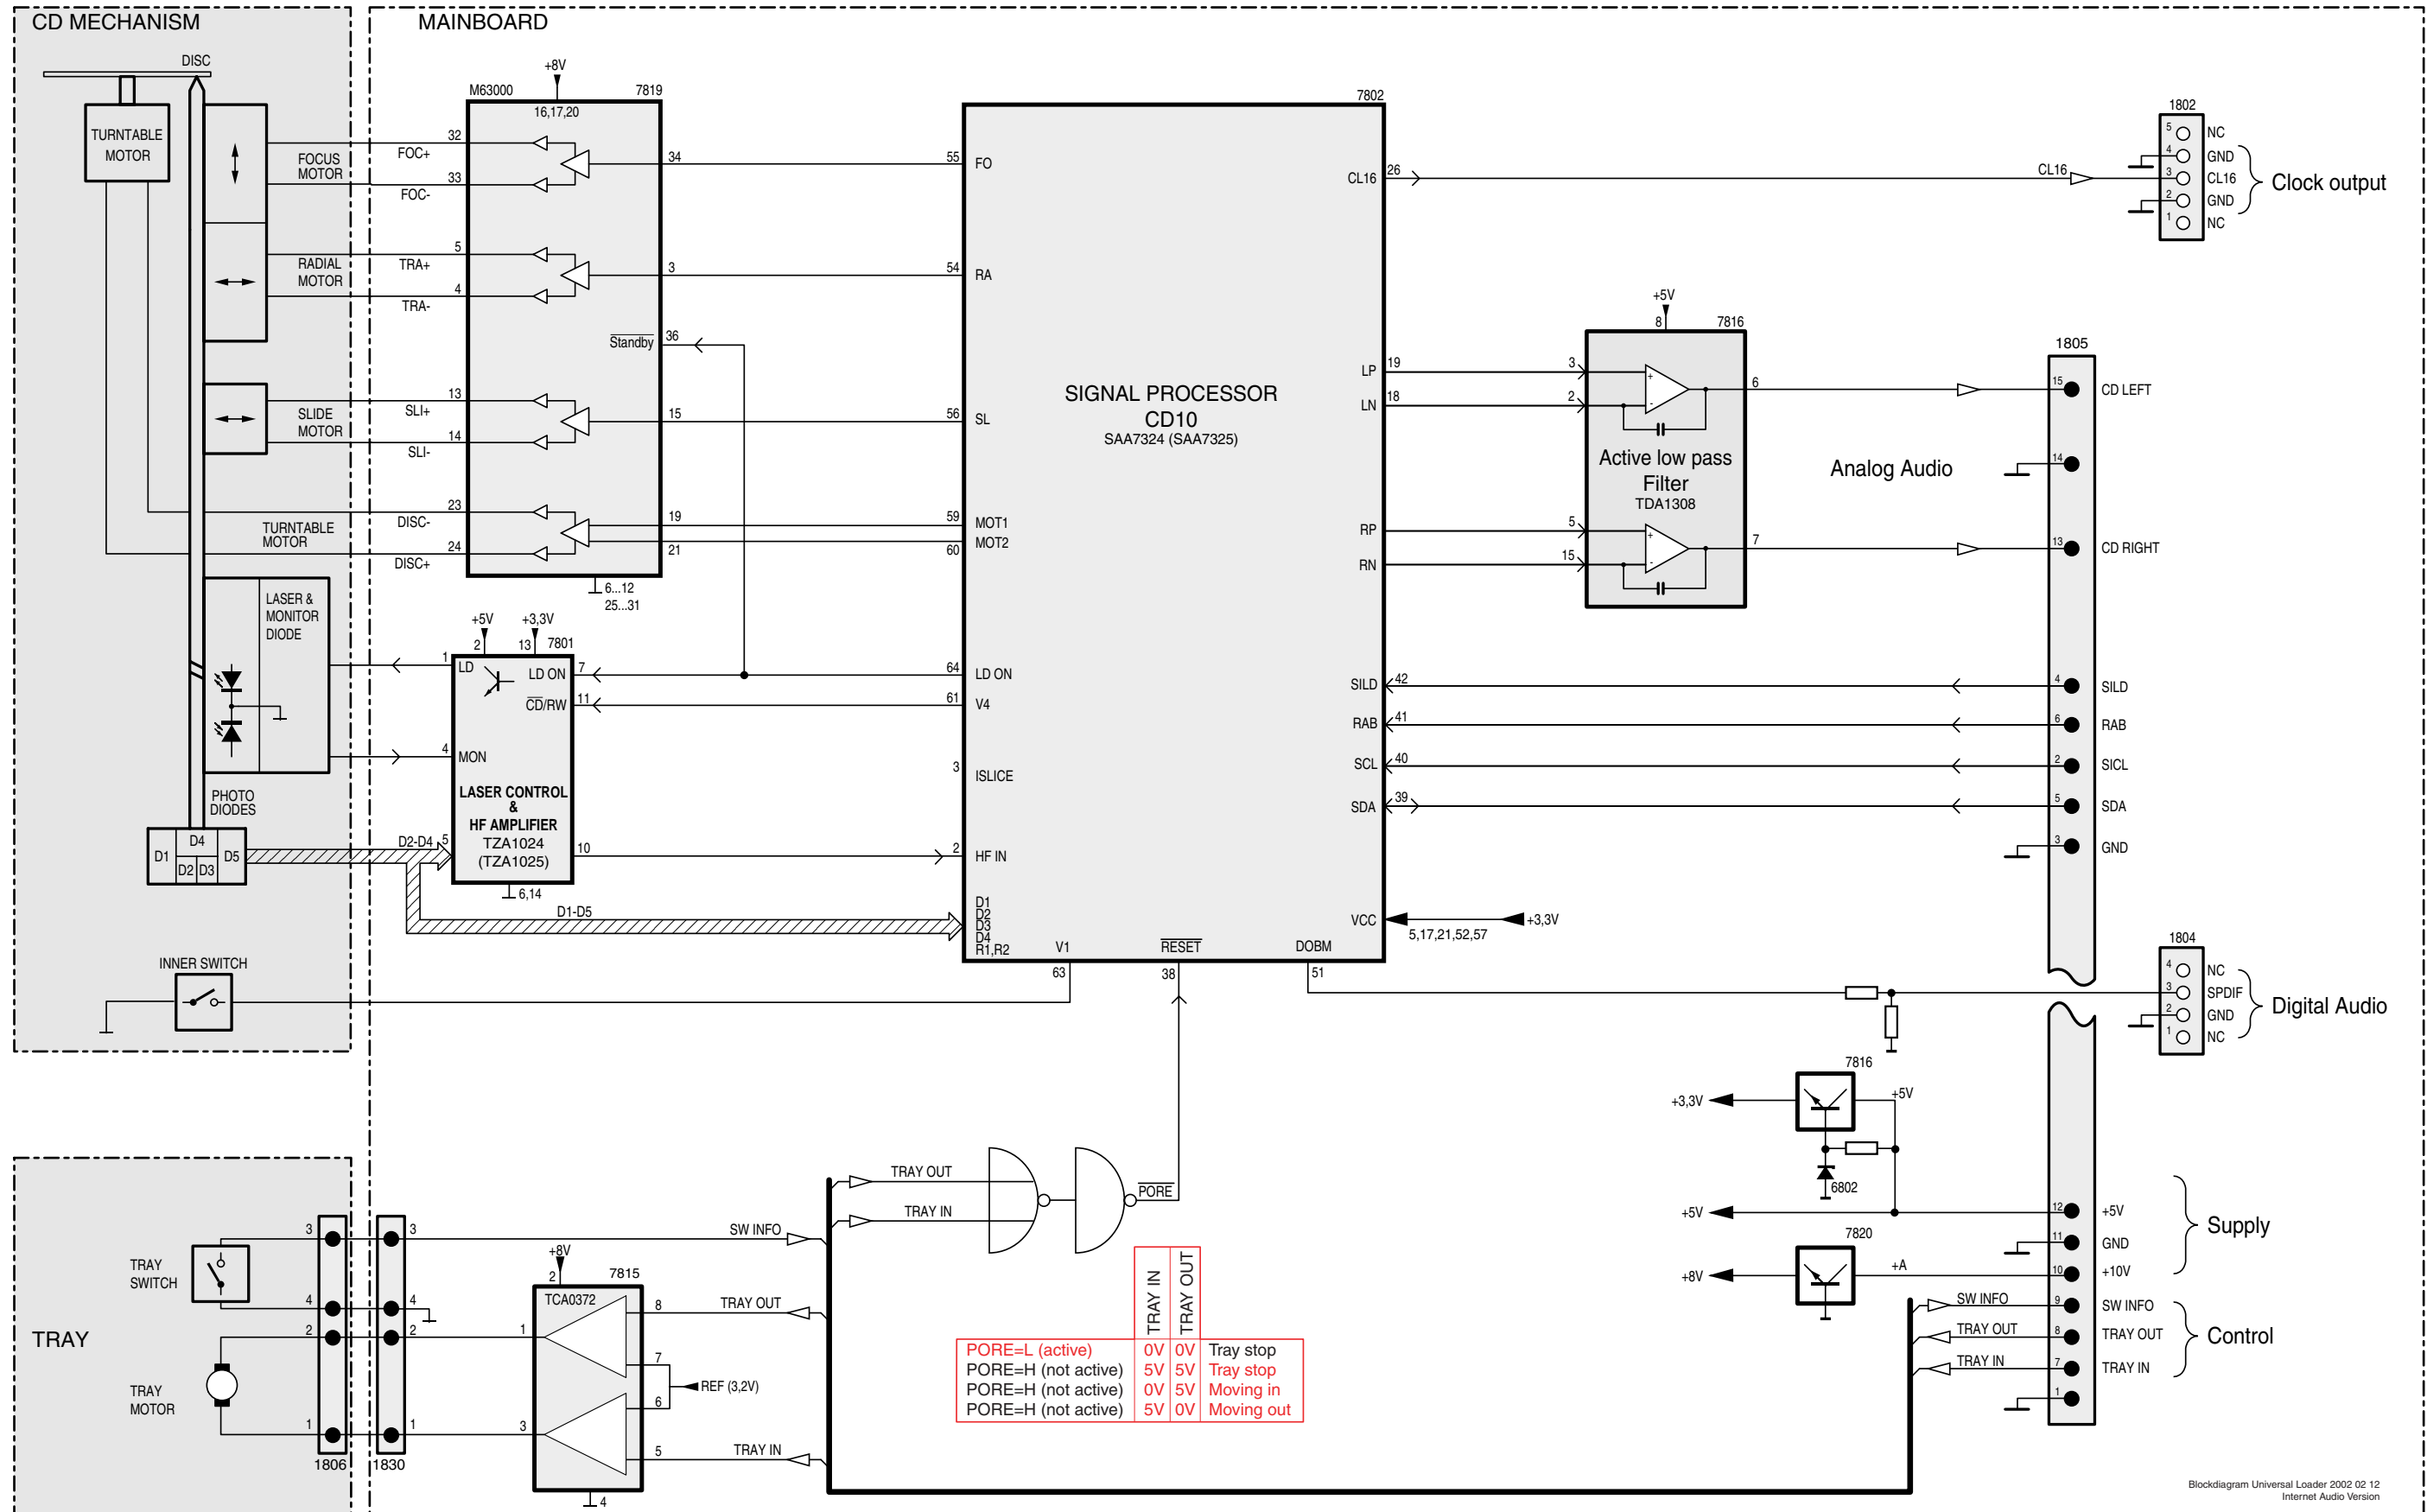 CD MECHANISM
MAINBOARD
DISC
TURNTABLE
MOTOR
FOCUS
MOTOR
RADIAL
MOTOR
SLIDE
MOTOR
TURNTABLE
MOTOR
LASER &
MONITOR
DIODE
PHOTO
DIODES
D1
D4
D2
D3
D5
INNER SWITCH
+8V
M63000
7819
16,17,20
32
FOC+
33
FOC-
34
5
TRA+
4
TRA-
3
Standby
36
13
SLI+
14
SLI-
15
23
DISC-
24
DISC+
19
21
6...12
25...31
+5V
+3,3V
2
13
7801
1
LD
LD ON
7
CD/RW
11
4
MON
LASER CONTROL
&
HF AMPLIFIER
TZA1024
(TZA1025)
D2-D4
5
10
6,14
D1-D5
7802
55
FO
54
RA
56
SL
59
MOT1
60
MOT2
64
LD ON
61
V4
3
ISLICE
2
HF IN
D1
D2
D3
D4
R1,R2
SIGNAL PROCESSOR
CD10
SAA7324 (SAA7325)
CL16
26
LP
19
LN
18
RP
RN
SILD
42
RAB
41
SCL
40
SDA
39
VCC
5,17,21,52,57
+3,3V
V1
63
RESET
38
DOBM
51
+5V
8
7816
3
2
6
+
-
Active low pass
Filter
TDA1308
5
15
7
+
-
Analog Audio
CL16
1802
5
NC
4
GND
3
CL16
2
GND
1
NC
Clock output
1805
15
CD LEFT
14
13
CD RIGHT
4
SILD
6
RAB
2
SICL
5
SDA
3
GND
1804
4
NC
3
SPDIF
2
GND
1
NC
Digital Audio
7816
+3,3V
+5V
6802
+5V
12
+5V
11
GND
7820
+8V
+A
10
+10V
Supply
SW INFO
9
SW INFO
TRAY OUT
8
TRAY OUT
TRAY IN
7
TRAY IN
1
Control
TRAY
TRAY
SWITCH
TRAY
MOTOR
3
4
2
1
1806
3
4
2
1
1830
SW INFO
TRAY OUT
TRAY IN
PORE
+8V
2
7815
TCA0372
1
3
8
TRAY OUT
7
REF (3,2V)
6
5
TRAY IN
4
TRAY IN
TRAY OUT
PORE=L (active) 0V 0V Tray stop
PORE=H (not active) 5V 5V Tray stop
PORE=H (not active) 0V 5V Moving in
PORE=H (not active) 5V 0V Moving out
Blockdiagram Universal Loader 2002 02 12
Internet Audio Version